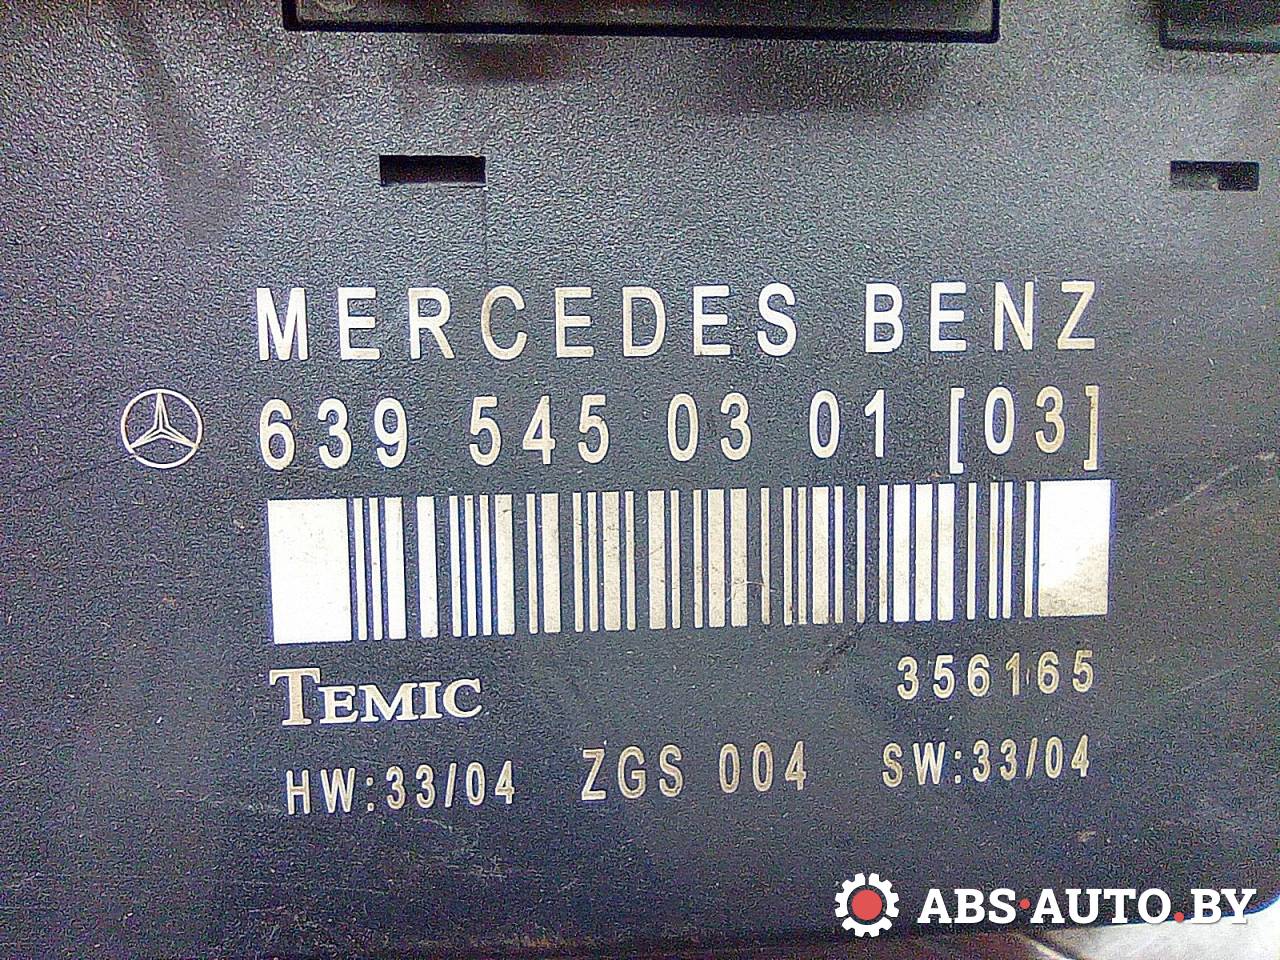 MERCEDES BENZ
639 545 03 01 [03]
TEMIC
356165
HW:33/04 ZGS 004 SW:33/04
ABS·AUTO.BY